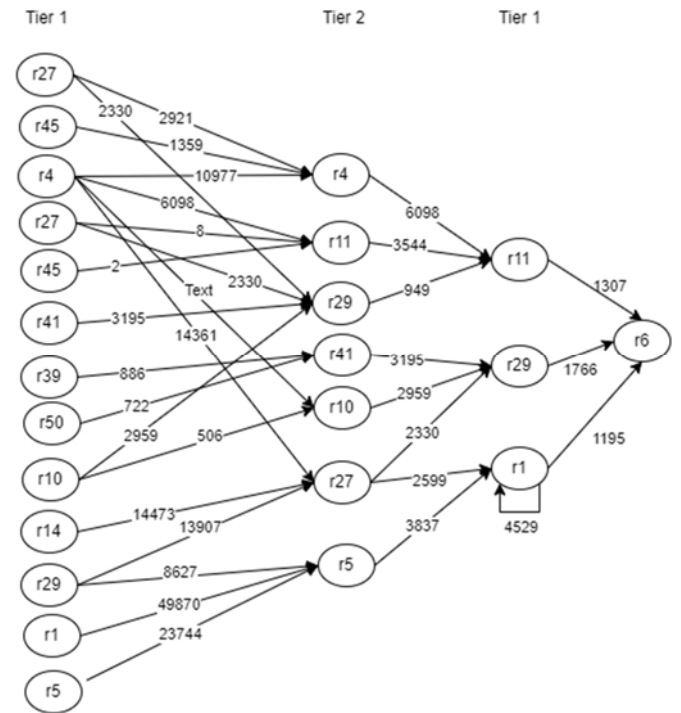 Tier 1 Tier 2 Tier 1
r27
2330
2921
r45
1359
r4
10977
r4
6098
6098
r27
8
r11
3544
r11
r45
2
2330
1307
Text
r29
949
r41
3195
14361
r6
r41
3195
r29
1766
r39
886
r50
722
r10
2959
2959
506
2330
1195
r10
r27
2599
r1
r14
14473
13907
3837
4529
r29
8627
r5
49870
r1
23744
r5